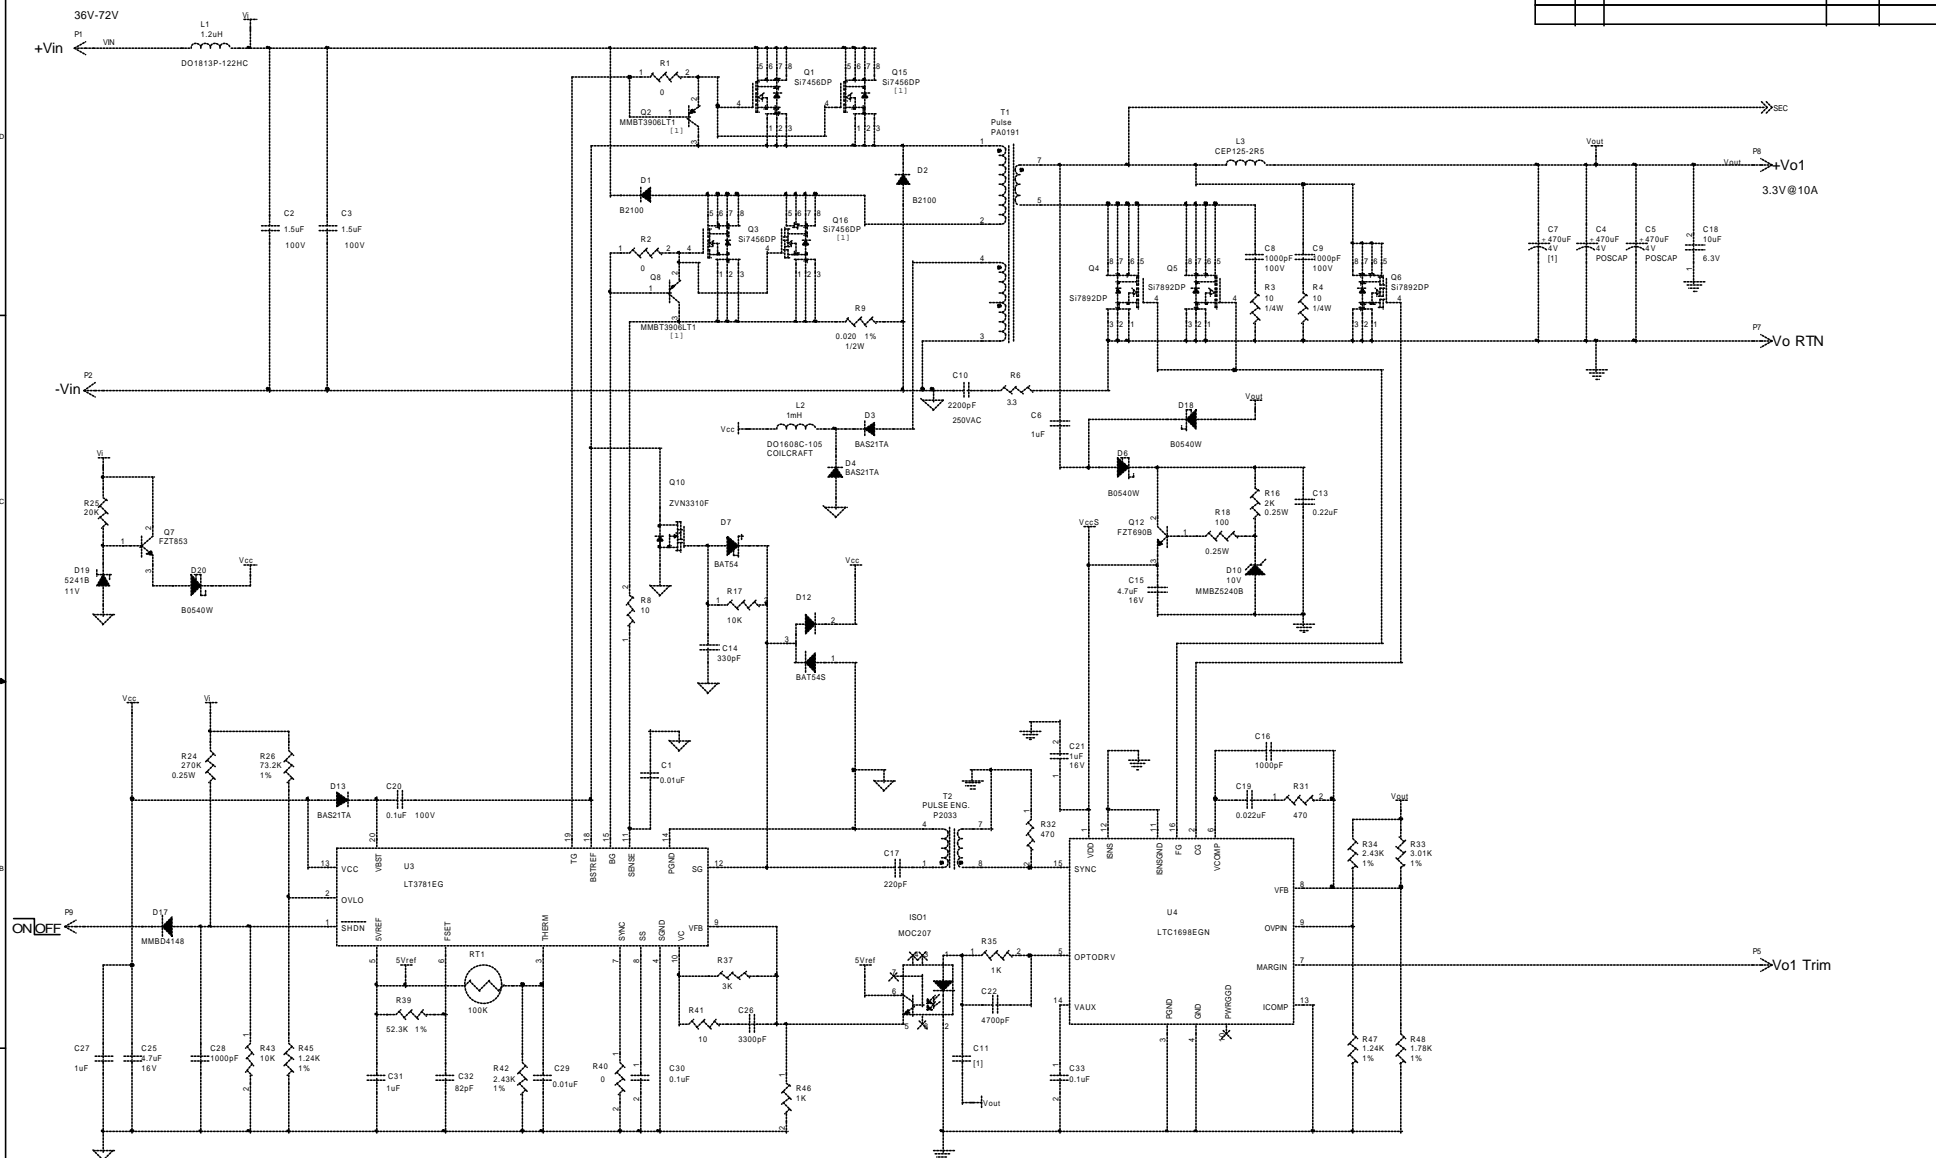 36V-72V
+Vin
P1
VIN
L1
1.2uH
DO1813P-122HC
Vi
C2
1.5uF
100V
C3
1.5uF
100V
-Vin
P2
R1
0
Q2
MMBT3906LT1
[1]
Q1
Si7456DP
Q15
Si7456DP
[1]
D1
B2100
D2
B2100
R2
0
Q8
MMBT3906LT1
[1]
Q3
Si7456DP
Q16
Si7456DP
[1]
R9
0.020 1%
1/2W
T1
Pulse
PA0191
SEC
L3
CEP125-2R5
Vout
Vout
P8
+Vo1
3.3V@10A
Q4
Si7892DP
Q5
Si7892DP
C8
1000pF
100V
R3
10
1/4W
C9
1000pF
100V
R4
10
1/4W
Q6
Si7892DP
C7
470uF
4V
[1]
C4
470uF
4V
POSCAP
C5
470uF
4V
POSCAP
C18
10uF
6.3V
P7
Vo RTN
C10
2200pF
250VAC
R6
3.3
Vcc
L2
1mH
DO1608C-105
COILCRAFT
D3
BAS21TA
D4
BAS21TA
C6
1uF
D18
B0540W
Vout
D6
B0540W
R16
2K
0.25W
C13
0.22uF
VccS
Q12
FZT690B
R18
100
0.25W
D10
10V
MMBZ5240B
C15
4.7uF
16V
Vi
R25
20K
Q7
FZT853
D19
5241B
11V
D20
B0540W
Vcc
Q10
ZVN3310F
D7
BAT54
R8
10
R17
10K
C14
330pF
D12
BAT54S
Vcc
Vcc
Vi
R24
270K
0.25W
R26
73.2K
1%
D13
BAS21TA
C20
0.1uF 100V
C1
0.01uF
T2
PULSE ENG.
P2033
R32
470
C21
1uF
16V
C16
1000pF
C19
0.022uF
R31
470
Vout
R34
2.43K
1%
R33
3.01K
1%
U3
LT3781EG
VCC
OVLO
SHDN
VBST
TG
BSTREF
BG
SENSE
PGND
SG
VFB
5VREF
FSET
THERM
SYNC
SS
SGND
VC
C17
220pF
U4
LTC1698EGN
VDD
ISNS
ISNSGND
FG
CG
VCOMP
SYNC
VFB
OVPIN
MARGIN
ICOMP
OPTODRV
VAUX
PGND
GND
PWRGGD
ON OFF
P9
D17
MMBD4148
5Vref
RT1
100K
R39
52.3K 1%
R37
3K
R41
10
C26
3300pF
ISO1
MOC207
5Vref
R35
1K
C22
4700pF
P5
Vo1 Trim
C27
1uF
C25
4.7uF
16V
C28
1000pF
R43
10K
R45
1.24K
1%
C31
1uF
C32
82pF
R42
2.43K
1%
C29
0.01uF
R40
0
C30
0.1uF
R46
1K
C11
[1]
Vout
C33
0.1uF
R47
1.24K
1%
R48
1.78K
1%